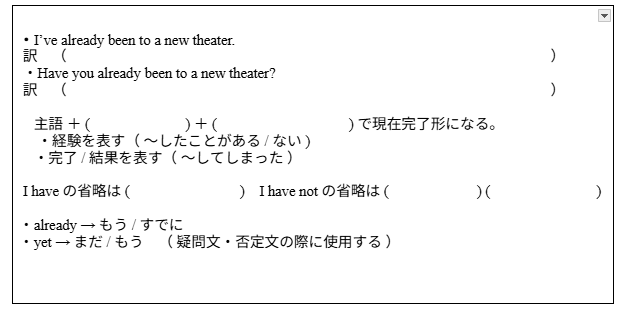 ・I’ve already been to a new theater.
訳　（　　　　　　　　　　　　　　　　　　　　）
・Have you already been to a new theater?
訳　（　　　　　　　　　　　　　　　　　　　　）
主語 ＋ (　　　　　　) ＋ (　　　　　　　　) で現在完了形になる。
・経験を表す（ ～したことがある / ない )
・完了 / 結果を表す（ ～してしまった ）
I have の省略は (　　　　　　　)　I have not の省略は (　　　　　　) (　　　　　　　)
・already → もう / すでに
・yet → まだ / もう　（ 疑問文・否定文の際に使用する ）